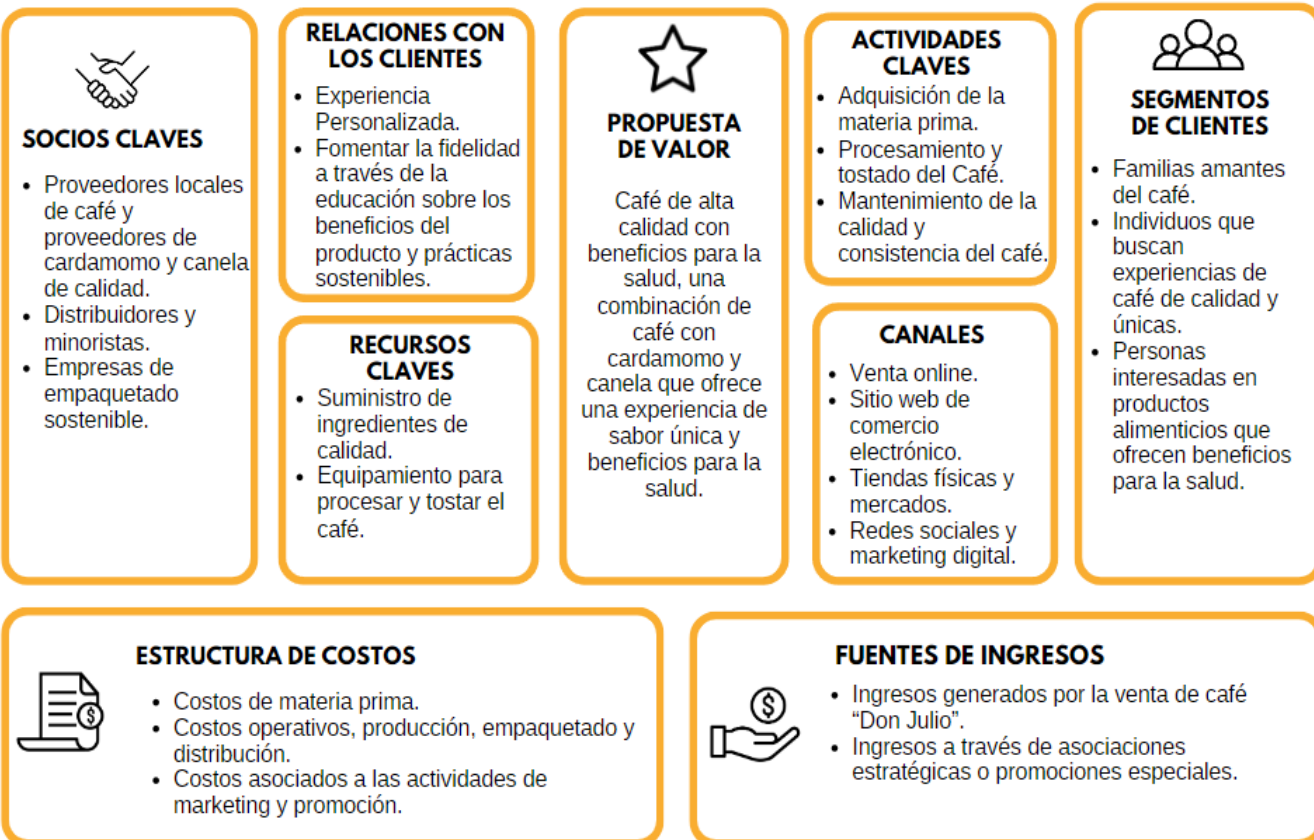 SOCIOS CLAVES
• Proveedores locales
de café y
proveedores de
cardamomo y canela
de calidad.
• Distribuidores y
minoristas.
• Empresas de
empaquetado
sostenible.
RELACIONES CON
LOS CLIENTES
• Experiencia
Personalizada.
• Fomentar la fidelidad
a través de la
educación sobre los
beneficios del
producto y prácticas
sostenibles.
RECURSOS
CLAVES
• Suministro de
ingredientes de
calidad.
• Equipamiento para
procesar y tostar el
café.
PROPUESTA
DE VALOR
Café de alta
calidad con
beneficios para la
salud, una
combinación de
café con
cardamomo y
canela que ofrece
una experiencia de
sabor única y
beneficios para la
salud.
ACTIVIDADES
CLAVES
• Adquisición de la
materia prima.
• Procesamiento y
tostado del Café.
• Mantenimiento de la
calidad y
consistencia del café.
CANALES
• Venta online.
• Sitio web de
comercio
electrónico.
• Tiendas físicas y
mercados.
• Redes sociales y
marketing digital.
SEGMENTOS
DE CLIENTES
• Familias amantes
del café.
• Individuos que
buscan
experiencias de
café de calidad y
únicas.
• Personas
interesadas en
productos
alimenticios que
ofrecen beneficios
para la salud.
ESTRUCTURA DE COSTOS
• Costos de materia prima.
• Costos operativos, producción, empaquetado y
distribución.
• Costos asociados a las actividades de
marketing y promoción.
FUENTES DE INGRESOS
• Ingresos generados por la venta de café
“Don Julio”.
• Ingresos a través de asociaciones
estratégicas o promociones especiales.